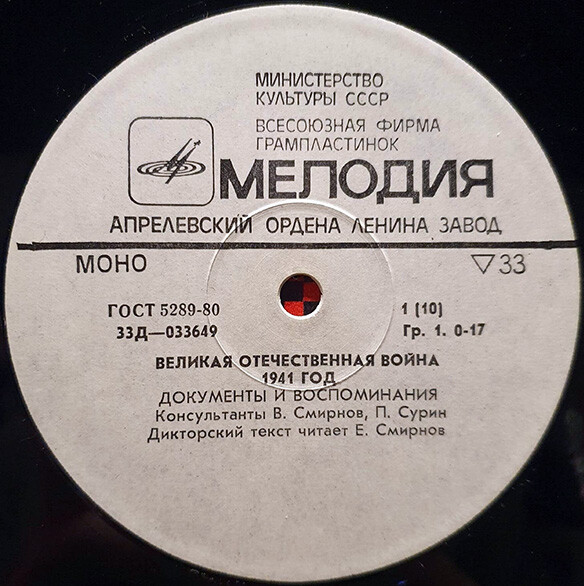 МИНИСТЕРСТВО
КУЛЬТУРЫ СССР
ВСЕСОЮЗНАЯ ФИРМА
ГРАМПЛАСТИНОК
МЕЛОДИЯ
АПРЕЛЕВСКИЙ ОРДЕНА ЛЕНИНА ЗАВОД
МОНО ▽33
ГОСТ 5289-80 1 (10)
33Д—033649 Гр. 1. 0-17
ВЕЛИКАЯ ОТЕЧЕСТВЕННАЯ ВОЙНА
1941 ГОД
ДОКУМЕНТЫ И ВОСПОМИНАНИЯ
Консультанты В. Смирнов, П. Сурин
Дикторский текст читает Е. Смирнов